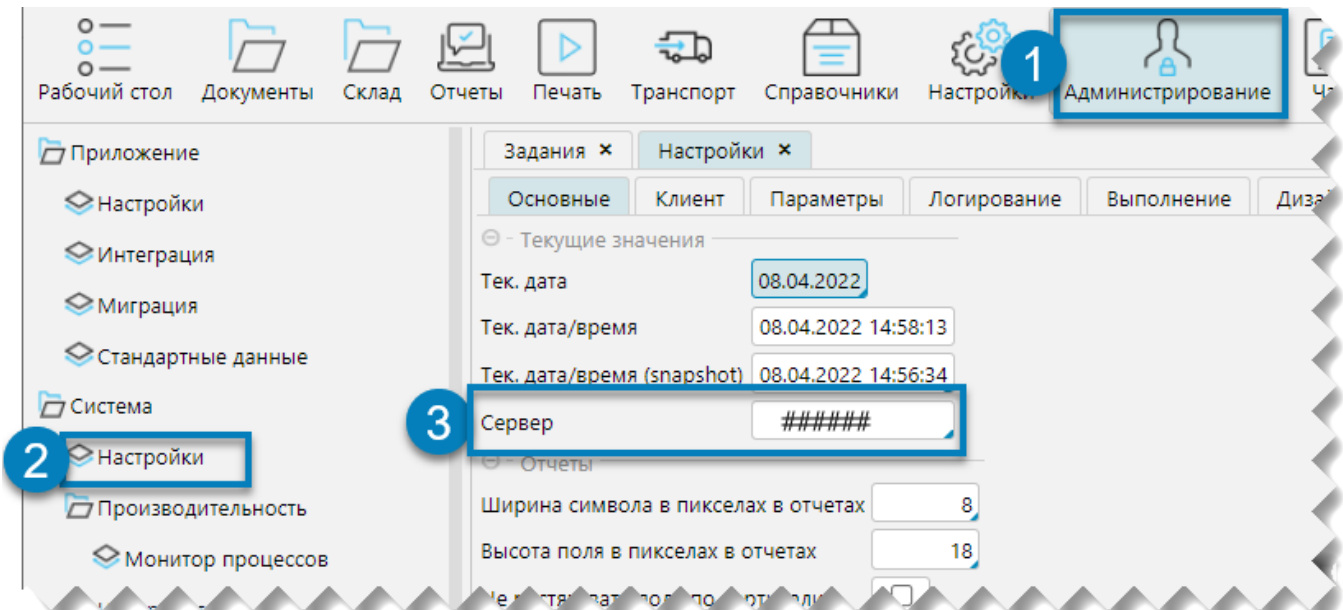 Рабочий стол Документы Склад Отчеты Печать Транспорт Справочники Настройки 1 Администрирование
Приложение
Настройки
Интеграция
Миграция
Стандартные данные
Система
2 Настройки
Производительность
Монитор процессов
Задания × Настройки ×
Основные Клиент Параметры Логирование Выполнение
Текущие значения
Тек. дата 08.04.2022
Тек. дата/время 08.04.2022 14:58:13
Тек. дата/время (snapshot) 08.04.2022 14:56:34
3 Сервер ######
Отчеты
Ширина символа в пикселах в отчетах 8
Высота поля в пикселах в отчетах 18